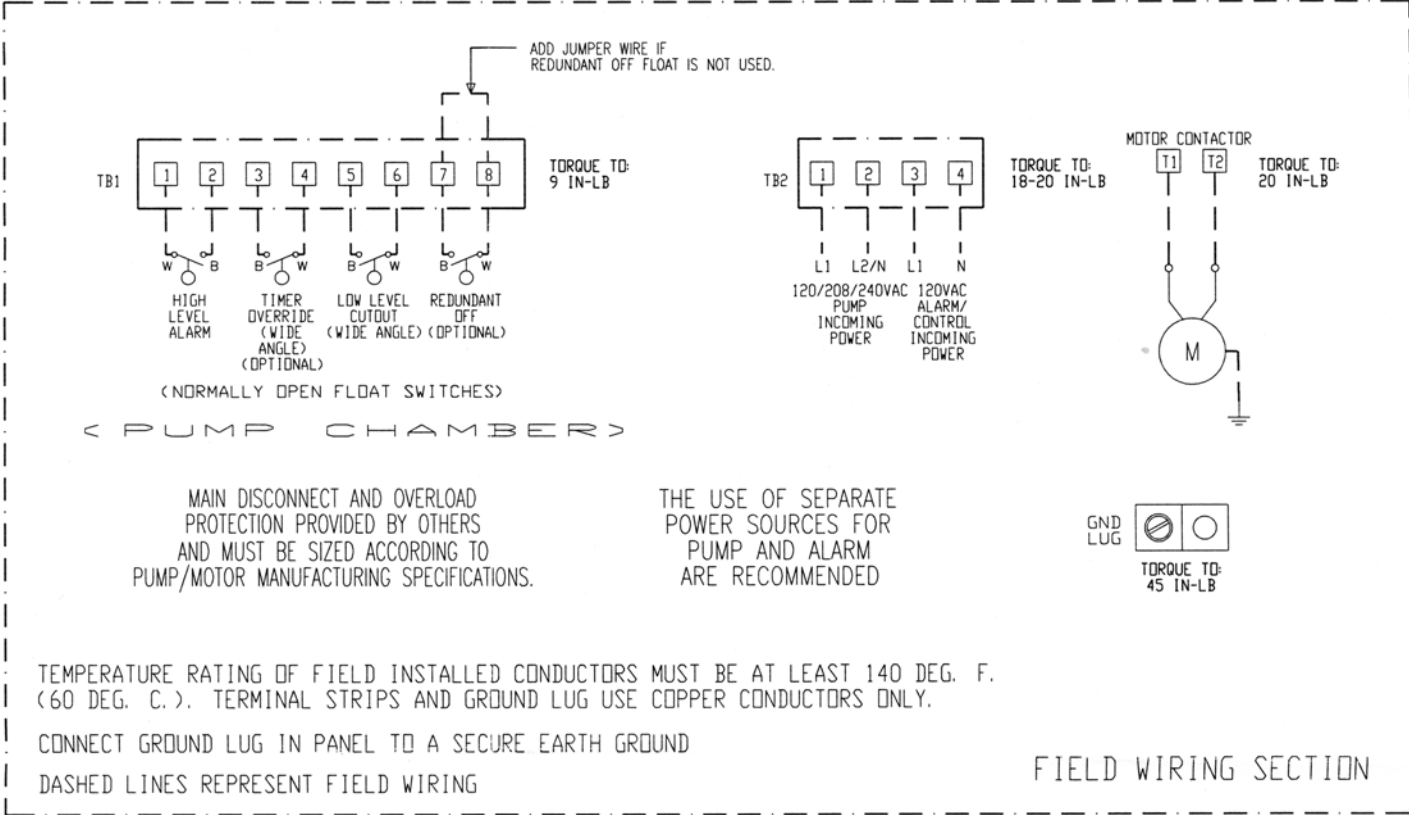 ADD JUMPER WIRE IF
REDUNDANT OFF FLOAT IS NOT USED.
TB1
1 2 3 4 5 6 7 8
TORQUE TO:
9 IN-LB
W B B W B W B W
HIGH
LEVEL
ALARM
TIMER
OVERRIDE
(WIDE
ANGLE)
(OPTIONAL)
LOW LEVEL
CUTOUT
(WIDE ANGLE)
REDUNDANT
OFF
(OPTIONAL)
(NORMALLY OPEN FLOAT SWITCHES)
< PUMP CHAMBER>
TB2
1 2 3 4
TORQUE TO:
18-20 IN-LB
L1 L2/N L1 N
120/208/240VAC
PUMP
INCOMING
POWER
120VAC
ALARM/
CONTROL
INCOMING
POWER
MOTOR CONTACTOR
T1 T2
TORQUE TO:
20 IN-LB
M
MAIN DISCONNECT AND OVERLOAD
PROTECTION PROVIDED BY OTHERS
AND MUST BE SIZED ACCORDING TO
PUMP/MOTOR MANUFACTURING SPECIFICATIONS.
THE USE OF SEPARATE
POWER SOURCES FOR
PUMP AND ALARM
ARE RECOMMENDED
GND
LUG
TORQUE TO:
45 IN-LB
TEMPERATURE RATING OF FIELD INSTALLED CONDUCTORS MUST BE AT LEAST 140 DEG. F.
(60 DEG. C.). TERMINAL STRIPS AND GROUND LUG USE COPPER CONDUCTORS ONLY.
CONNECT GROUND LUG IN PANEL TO A SECURE EARTH GROUND
DASHED LINES REPRESENT FIELD WIRING
FIELD WIRING SECTION